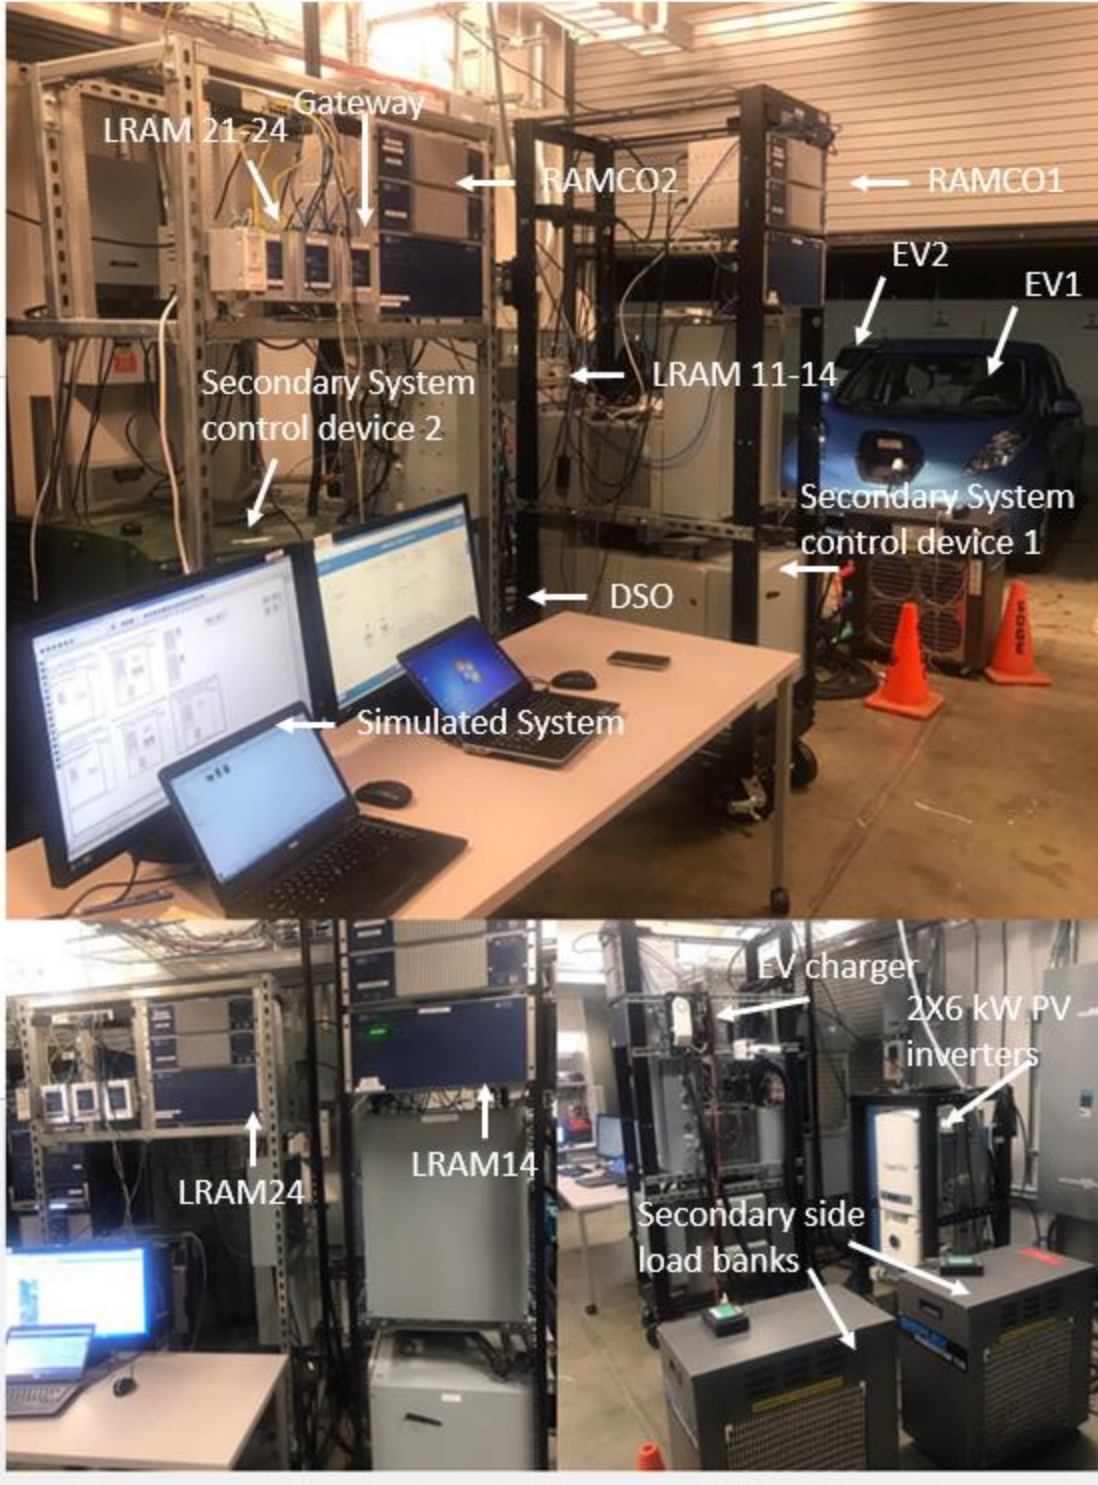 Gateway
LRAM 21-24
RAMCO2
RAMCO1
EV2
EV1
LRAM 11-14
Secondary System
control device 2
Secondary System
control device 1
DSO
Simulated System
EV charger
2X6 kW PV
inverters
LRAM14
LRAM24
Secondary side
load banks